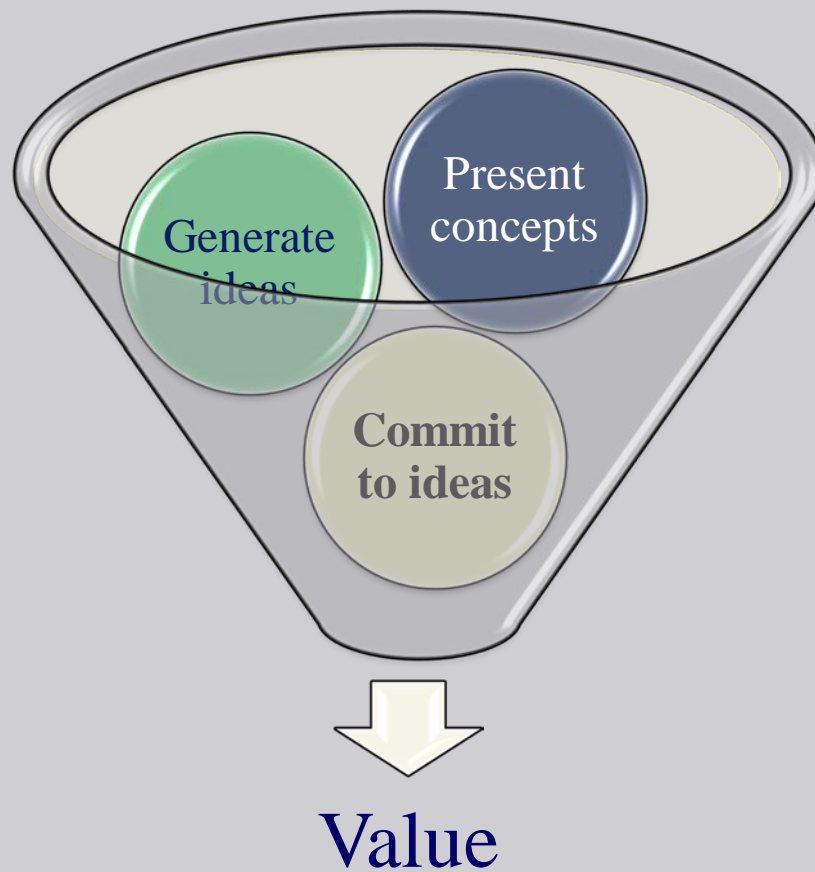 Generate
ideas
Present
concepts
Commit
to ideas
Value